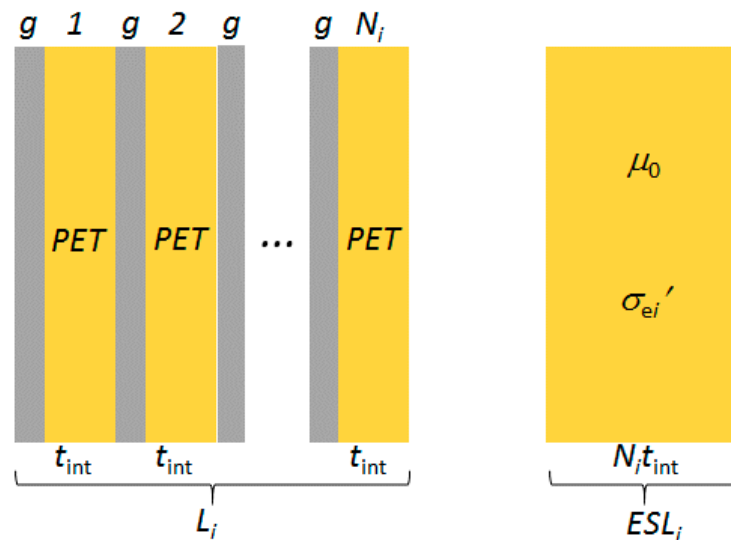 g 1 g 2 g g Nᵢ
μ₀
PET PET ... PET
σₑᵢ′
t_int t_int t_int Nᵢt_int
Lᵢ ESLᵢ